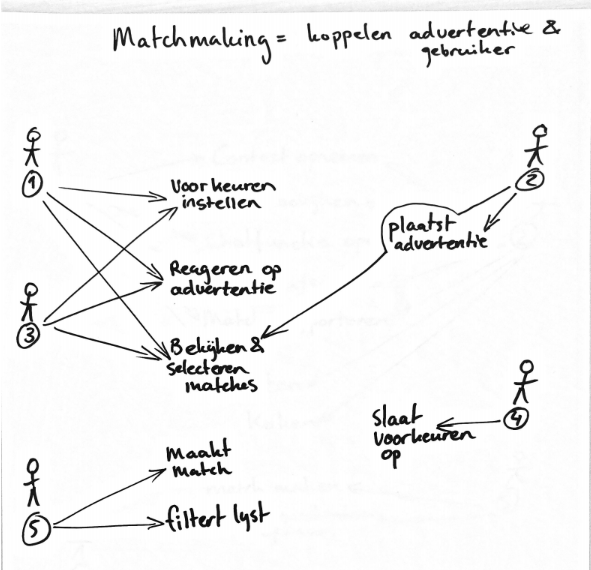 Matchmaking = koppelen advertentie &
gebruiker
1
Voorkeuren
instellen
2
plaatst
advertentie
Reageren op
advertentie
3
Bekijken &
selecteren
matches
Slaat
voorkeuren
op
4
Maakt
match
5
filtert lijst